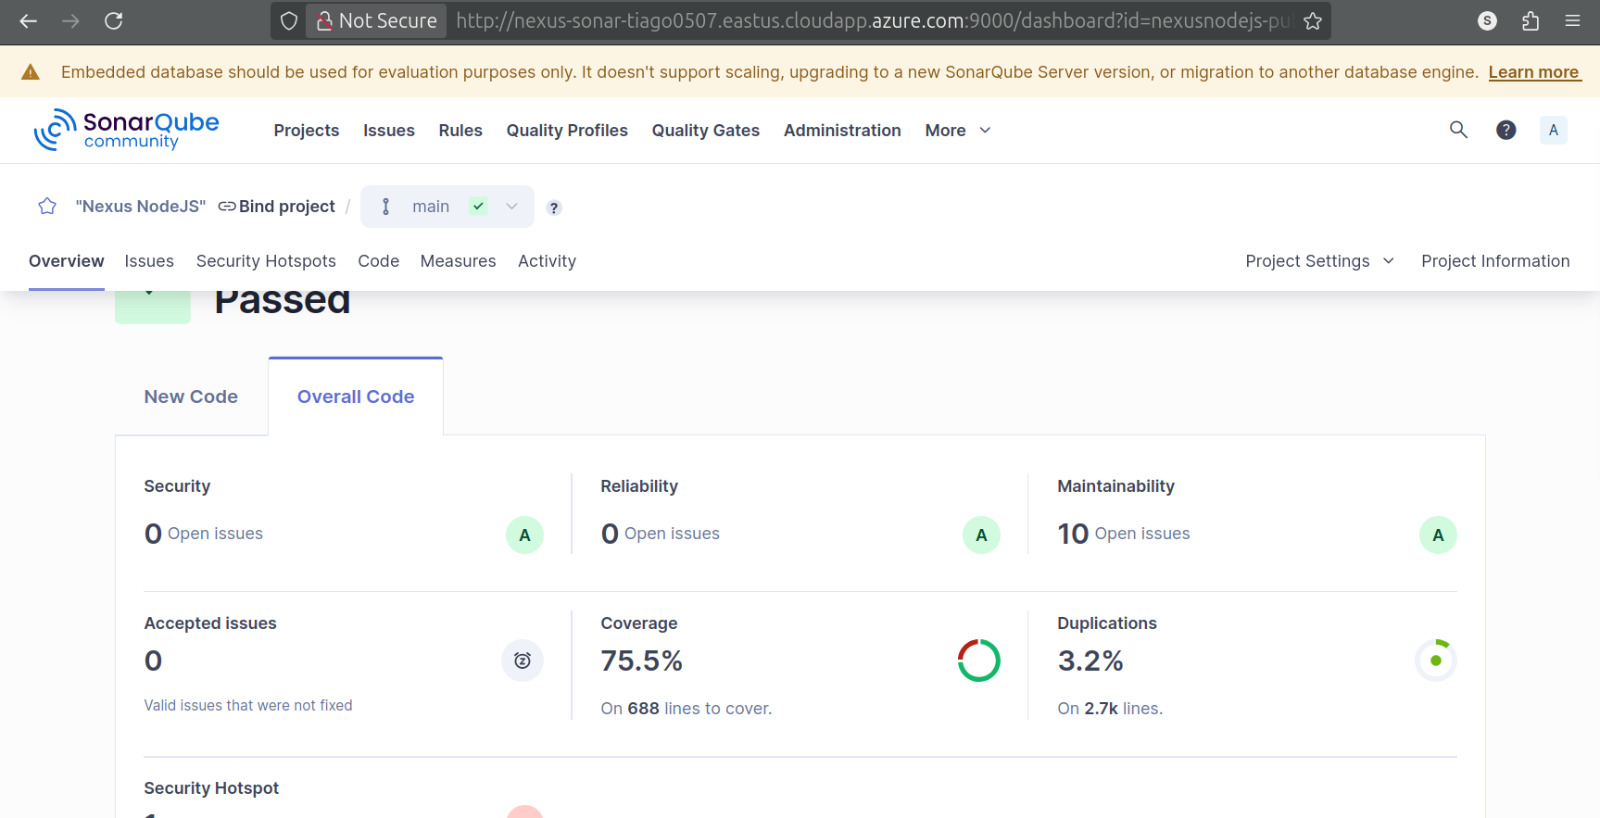 Not Secure http://nexus-sonar-tiago0507.eastus.cloudapp.azure.com:9000/dashboard?id=nexusnodejs-pu S
Embedded database should be used for evaluation purposes only. It doesn't support scaling, upgrading to a new SonarQube Server version, or migration to another database engine. Learn more
SonarQube
community
Projects Issues Rules Quality Profiles Quality Gates Administration More ? A
"Nexus NodeJS" Bind project / main ?
Overview Issues Security Hotspots Code Measures Activity Project Settings Project Information
Passed
New Code Overall Code
Security Reliability Maintainability
0 Open issues A 0 Open issues A 10 Open issues A
Accepted issues Coverage Duplications
0 75.5% 3.2%
Valid issues that were not fixed On 688 lines to cover. On 2.7k lines.
Security Hotspot